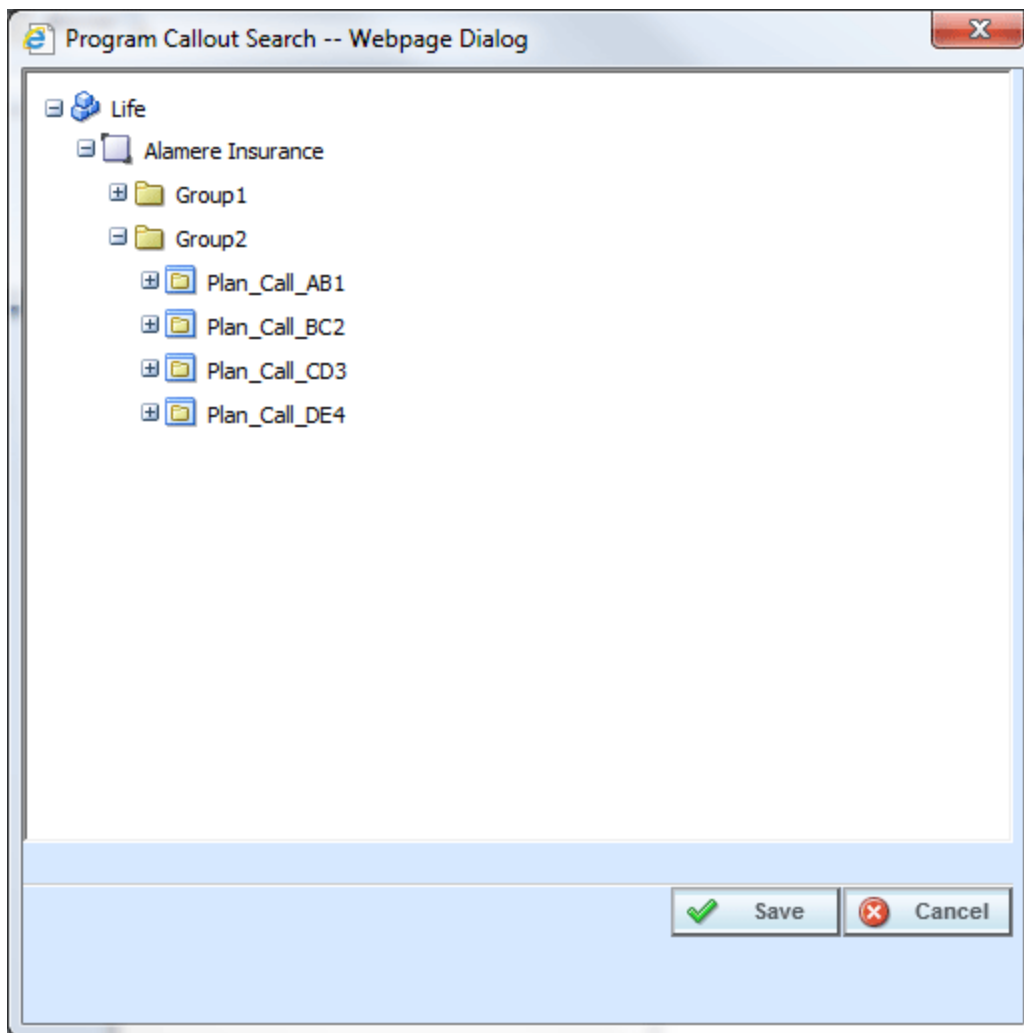 Program Callout Search -- Webpage Dialog
Life
Alamere Insurance
Group1
Group2
Plan_Call_AB1
Plan_Call_BC2
Plan_Call_CD3
Plan_Call_DE4
Save Cancel